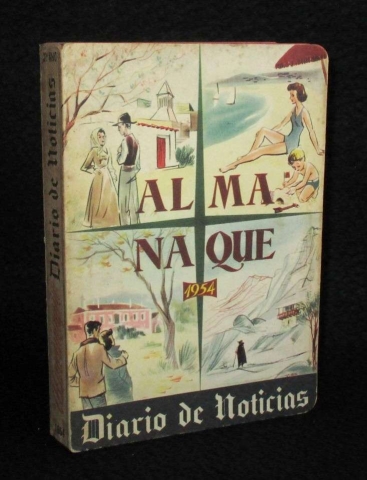 AL MA
NA QUE
1954
Diario de Noticias
Diario de Noticias